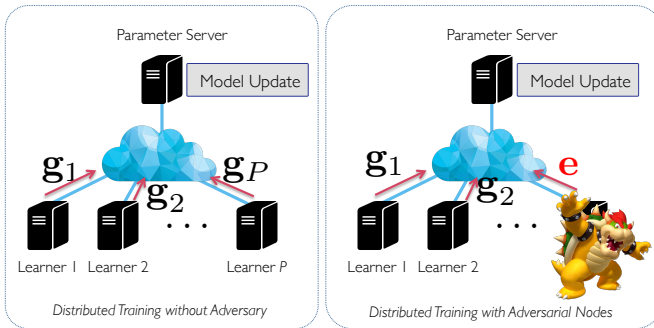 Parameter Server
Model Update
g1
gP
g2
. . .
Learner 1
Learner 2
Learner P
Distributed Training without Adversary
Parameter Server
Model Update
g1
e
g2
. . .
Learner 1
Learner 2
Distributed Training with Adversarial Nodes